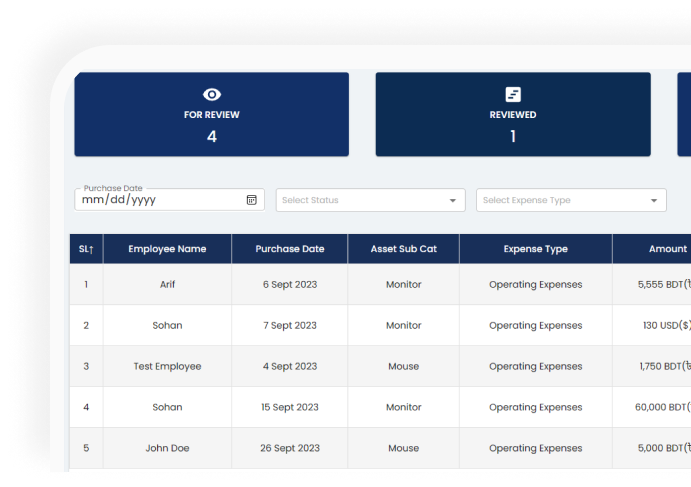 FOR REVIEW
4
REVIEWED
1
Purchase Date
mm/dd/yyyy
Select Status
Select Expense Type
SL↑ Employee Name Purchase Date Asset Sub Cat Expense Type Amount
1 Arif 6 Sept 2023 Monitor Operating Expenses 5,555 BDT(৳
2 Sohan 7 Sept 2023 Monitor Operating Expenses 130 USD($)
3 Test Employee 4 Sept 2023 Mouse Operating Expenses 1,750 BDT(৳
4 Sohan 15 Sept 2023 Monitor Operating Expenses 60,000 BDT(
5 John Doe 26 Sept 2023 Mouse Operating Expenses 5,000 BDT(৳